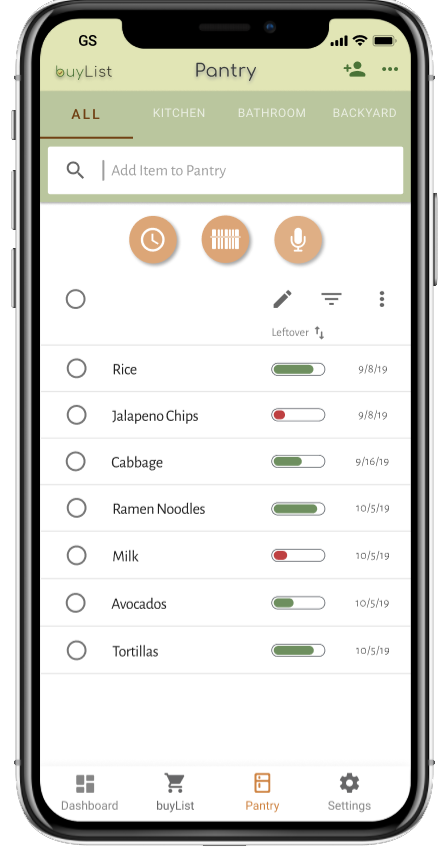 GS
buyList Pantry
ALL KITCHEN BATHROOM BACKYARD
Add Item to Pantry
Leftover
Rice 9/8/19
Jalapeno Chips 9/8/19
Cabbage 9/16/19
Ramen Noodles 10/5/19
Milk 10/5/19
Avocados 10/5/19
Tortillas 10/5/19
Dashboard buyList Pantry Settings